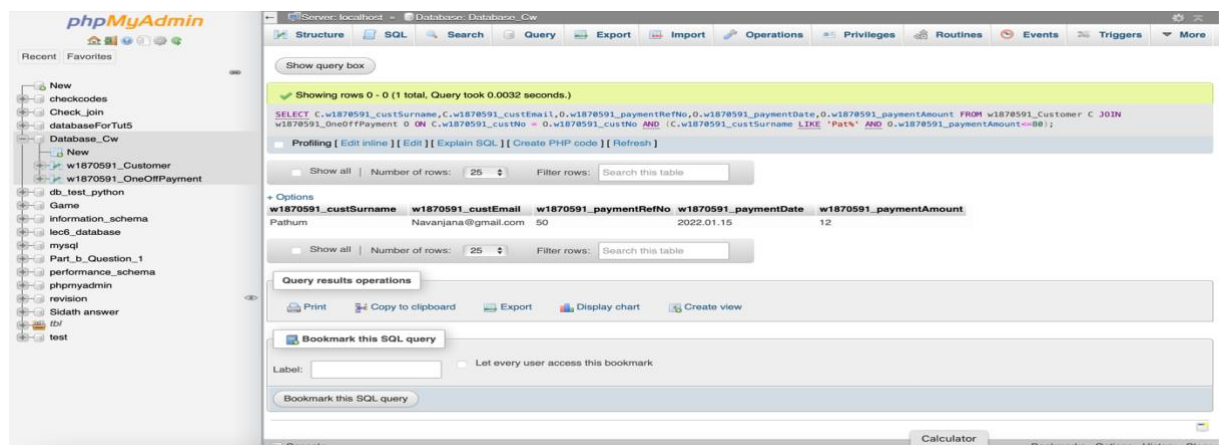 phpMyAdmin
Recent Favorites
New
checkcodes
Check_join
databaseForTut5
Database_Cw
New
w1870591_Customer
w1870591_OneOffPayment
db_test_python
Game
information_schema
lec6_database
mysql
Part_b_Question_1
performance_schema
phpmyadmin
revision
Sidath answer
tbl
test
Server: localhost » Database: Database_Cw
Structure SQL Search Query Export Import Operations Privileges Routines Events Triggers More
Show query box
Showing rows 0 - 0 (1 total, Query took 0.0032 seconds.)
SELECT C.w1870591_custSurname,C.w1870591_custEmail,O.w1870591_paymentRefNo,O.w1870591_paymentDate,O.w1870591_paymentAmount FROM w1870591_Customer C JOIN
w1870591_OneOffPayment O ON C.w1870591_custNo = O.w1870591_custNo AND (C.w1870591_custSurname LIKE 'Pat%' AND O.w1870591_paymentAmount<=80);
Profiling [ Edit inline ] [ Edit ] [ Explain SQL ] [ Create PHP code ] [ Refresh ]
Show all | Number of rows: 25 Filter rows: Search this table
+ Options
w1870591_custSurname w1870591_custEmail w1870591_paymentRefNo w1870591_paymentDate w1870591_paymentAmount
Pathum Navanjana@gmail.com 50 2022.01.15 12
Show all | Number of rows: 25 Filter rows: Search this table
Query results operations
Print Copy to clipboard Export Display chart Create view
Bookmark this SQL query
Label: Let every user access this bookmark
Bookmark this SQL query
Calculator